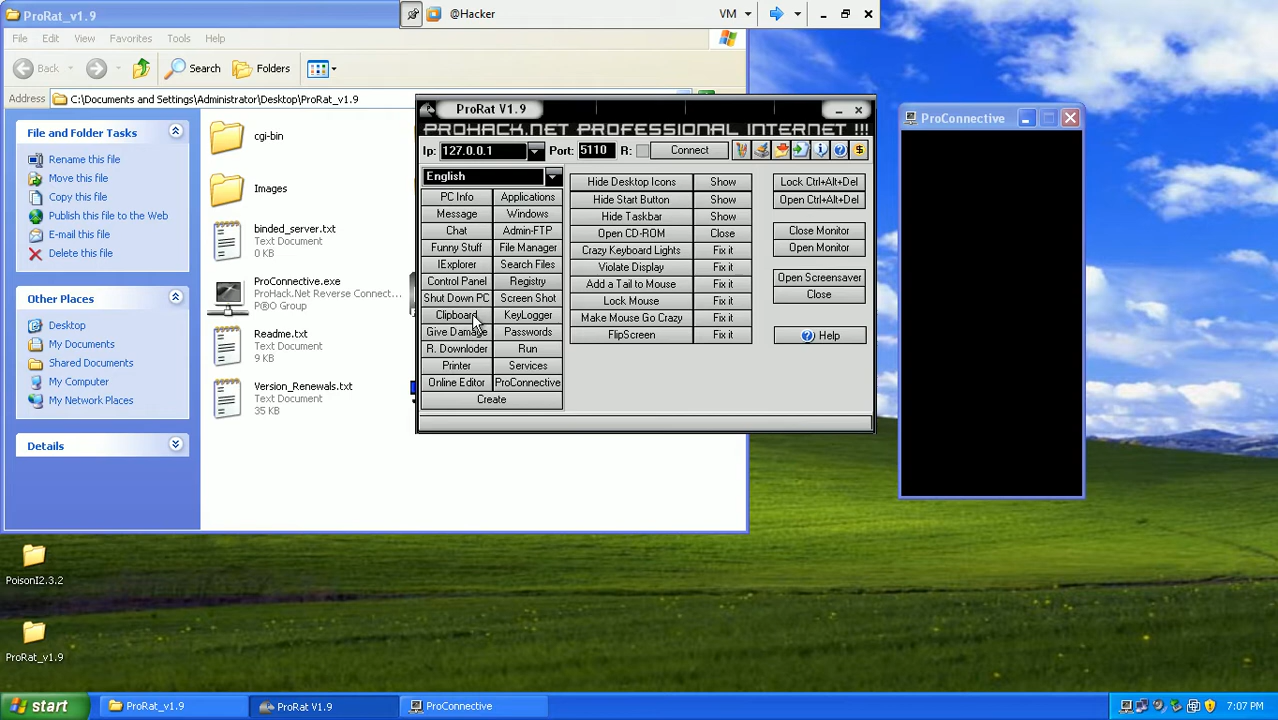 ProRat_v1.9
@Hacker
VM
File Edit View Favorites Tools Help
Back Search Folders
Address C:\Documents and Settings\Administrator\Desktop\ProRat_v1.9
File and Folder Tasks
Rename this file
Move this file
Copy this file
Publish this file to the Web
E-mail this file
Delete this file
Other Places
Desktop
My Documents
Shared Documents
My Computer
My Network Places
Details
cgi-bin
Images
binded_server.txt
Text Document
0 KB
ProConnective.exe
ProHack.Net Reverse Connect...
P®O Group
Readme.txt
Text Document
9 KB
Version_Renewals.txt
Text Document
35 KB
ProRat V1.9
PROHACK.NET PROFESSIONAL INTERNET !!!
Ip: 127.0.0.1 Port: 5110 R: Connect
English
PC Info Applications
Message Windows
Chat Admin-FTP
Funny Stuff File Manager
!Explorer Search Files
Control Panel Registry
Shut Down PC Screen Shot
Clipboard KeyLogger
Give Damage Passwords
R. Downloder Run
Printer Services
Online Editor ProConnective
Create
Hide Desktop Icons Show
Hide Start Button Show
Hide Taskbar Show
Open CD-ROM Close
Crazy Keyboard Lights Fix it
Violate Display Fix it
Add a Tail to Mouse Fix it
Lock Mouse Fix it
Make Mouse Go Crazy Fix it
FlipScreen Fix it
Lock Ctrl+Alt+Del
Open Ctrl+Alt+Del
Close Monitor
Open Monitor
Open Screensaver
Close
Help
ProConnective
PoisonI2.3.2
ProRat_v1.9
start
ProRat_v1.9
ProRat V1.9
ProConnective
7:07 PM